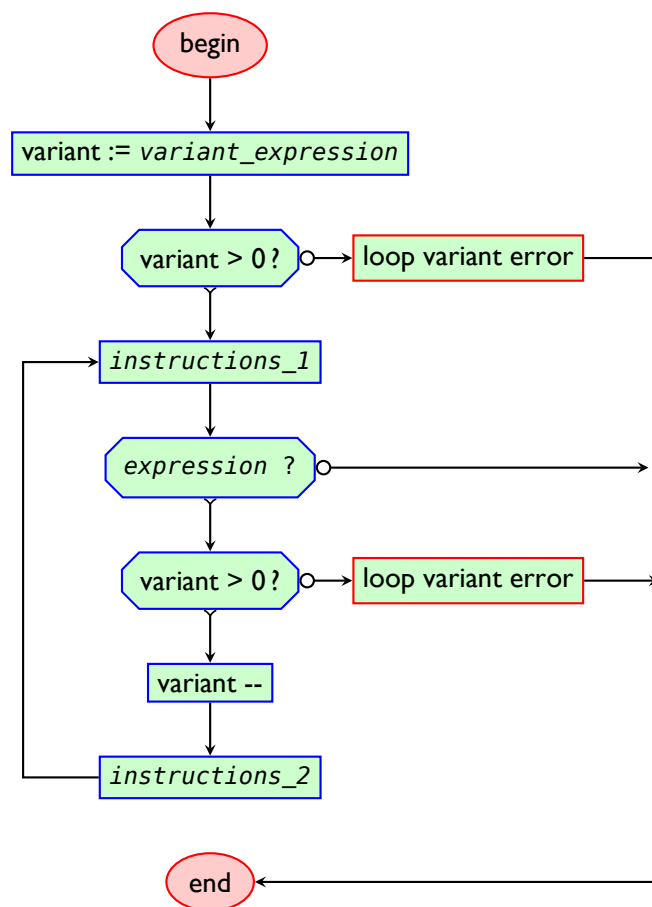 begin
variant := variant_expression
variant > 0?
loop variant error
instructions_1
expression ?
variant > 0?
loop variant error
variant --
instructions_2
end